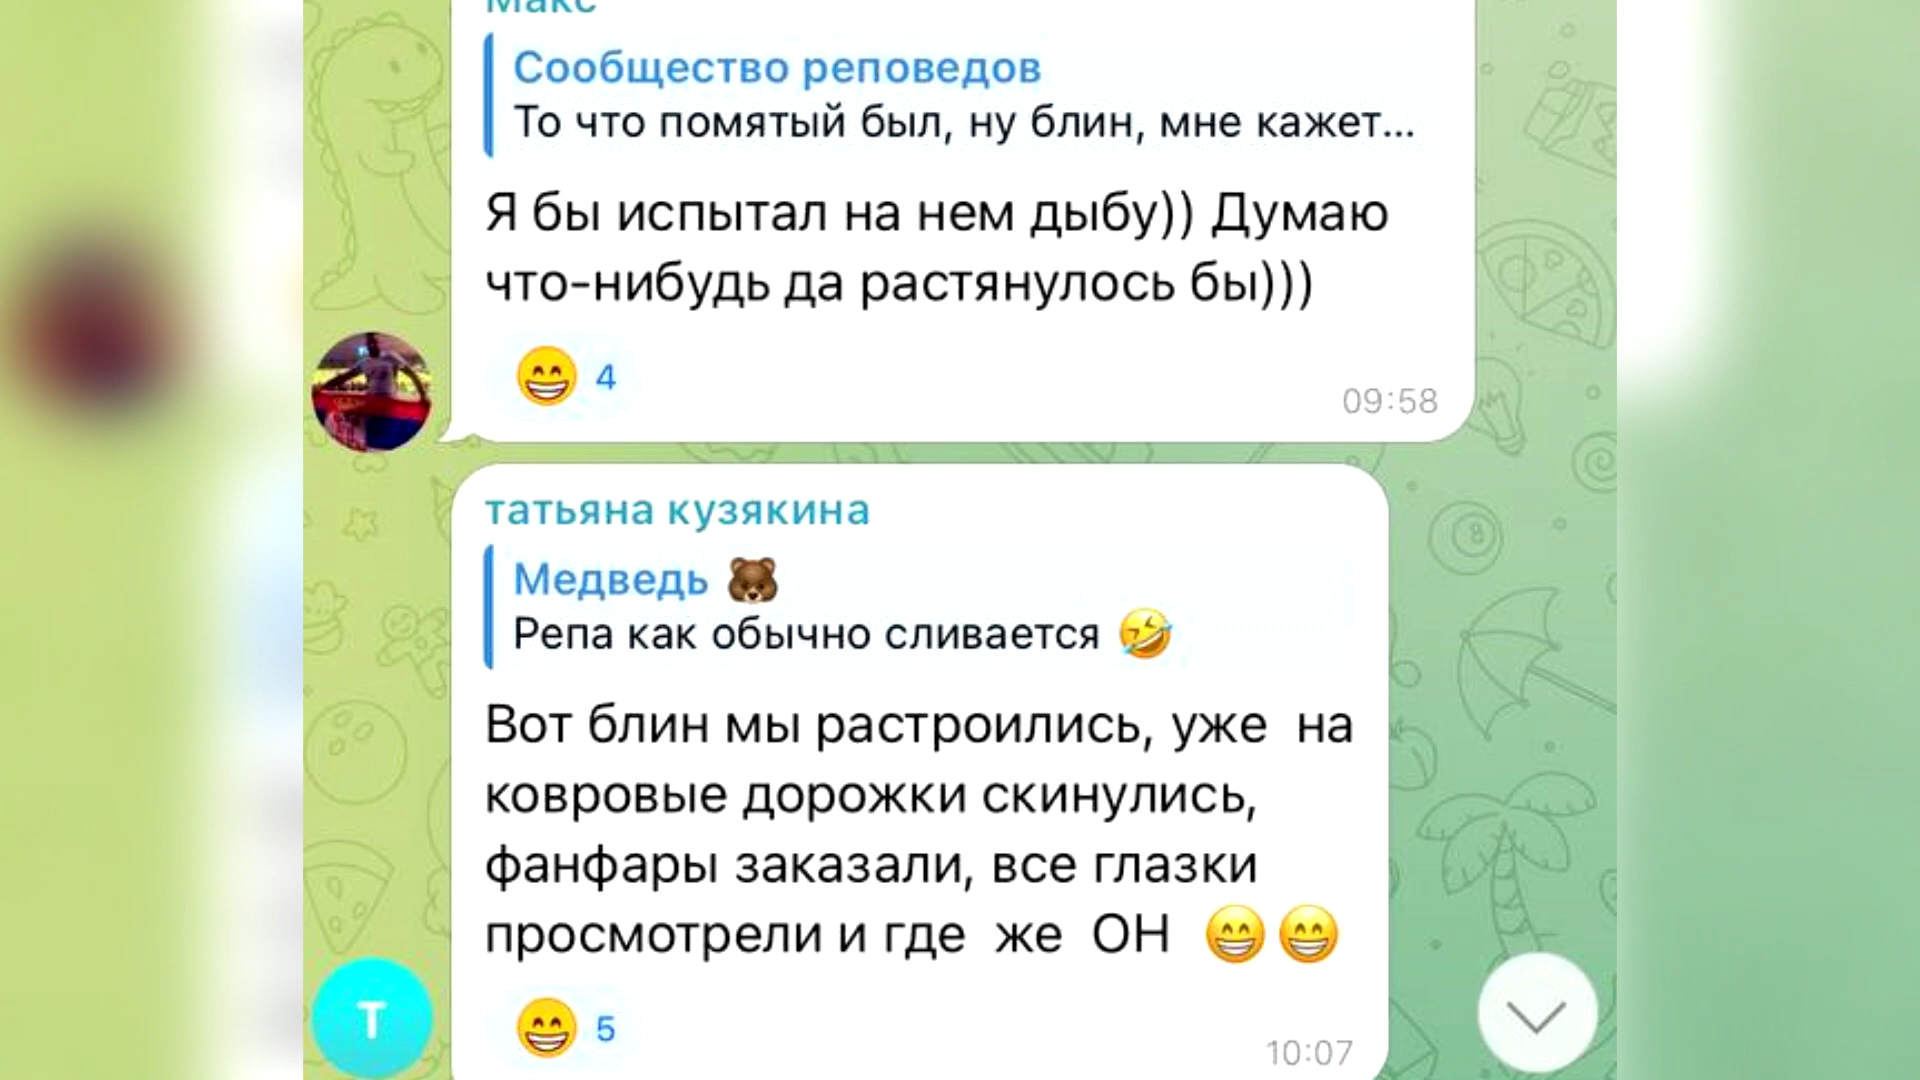 Макс
Сообщество реповедов
То что помятый был, ну блин, мне кажет...
Я бы испытал на нем дыбу)) Думаю
что-нибудь да растянулось бы)))
😁 4
09:58
татьяна кузякина
Медведь 🐻
Репа как обычно сливается 🤣
Вот блин мы растроились, уже на
ковровые дорожки скинулись,
фанфары заказали, все глазки
просмотрели и где же ОН 😁😁
😁 5
10:07
Т